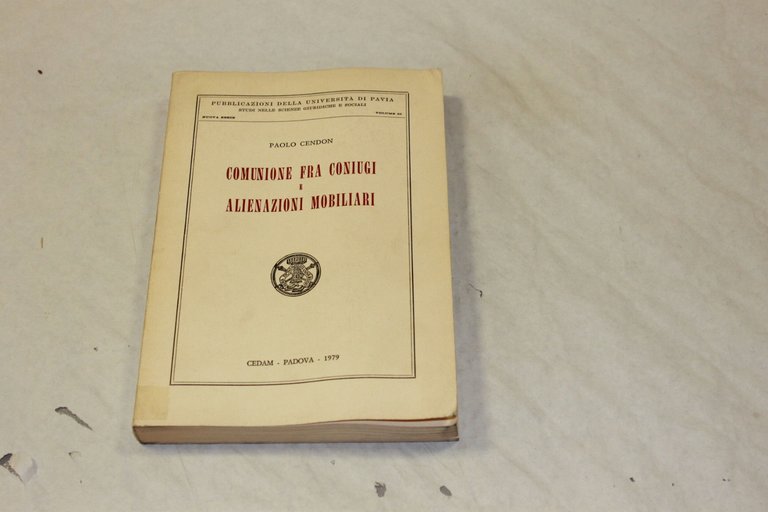 PUBBLICAZIONI DELLA UNIVERSITÀ DI PAVIA
STUDI NELLE SCIENZE GIURIDICHE E SOCIALI
NUOVA SERIE VOLUME
PAOLO CENDON
COMUNIONE FRA CONIUGI
E
ALIENAZIONI MOBILIARI
CEDAM - PADOVA - 1979